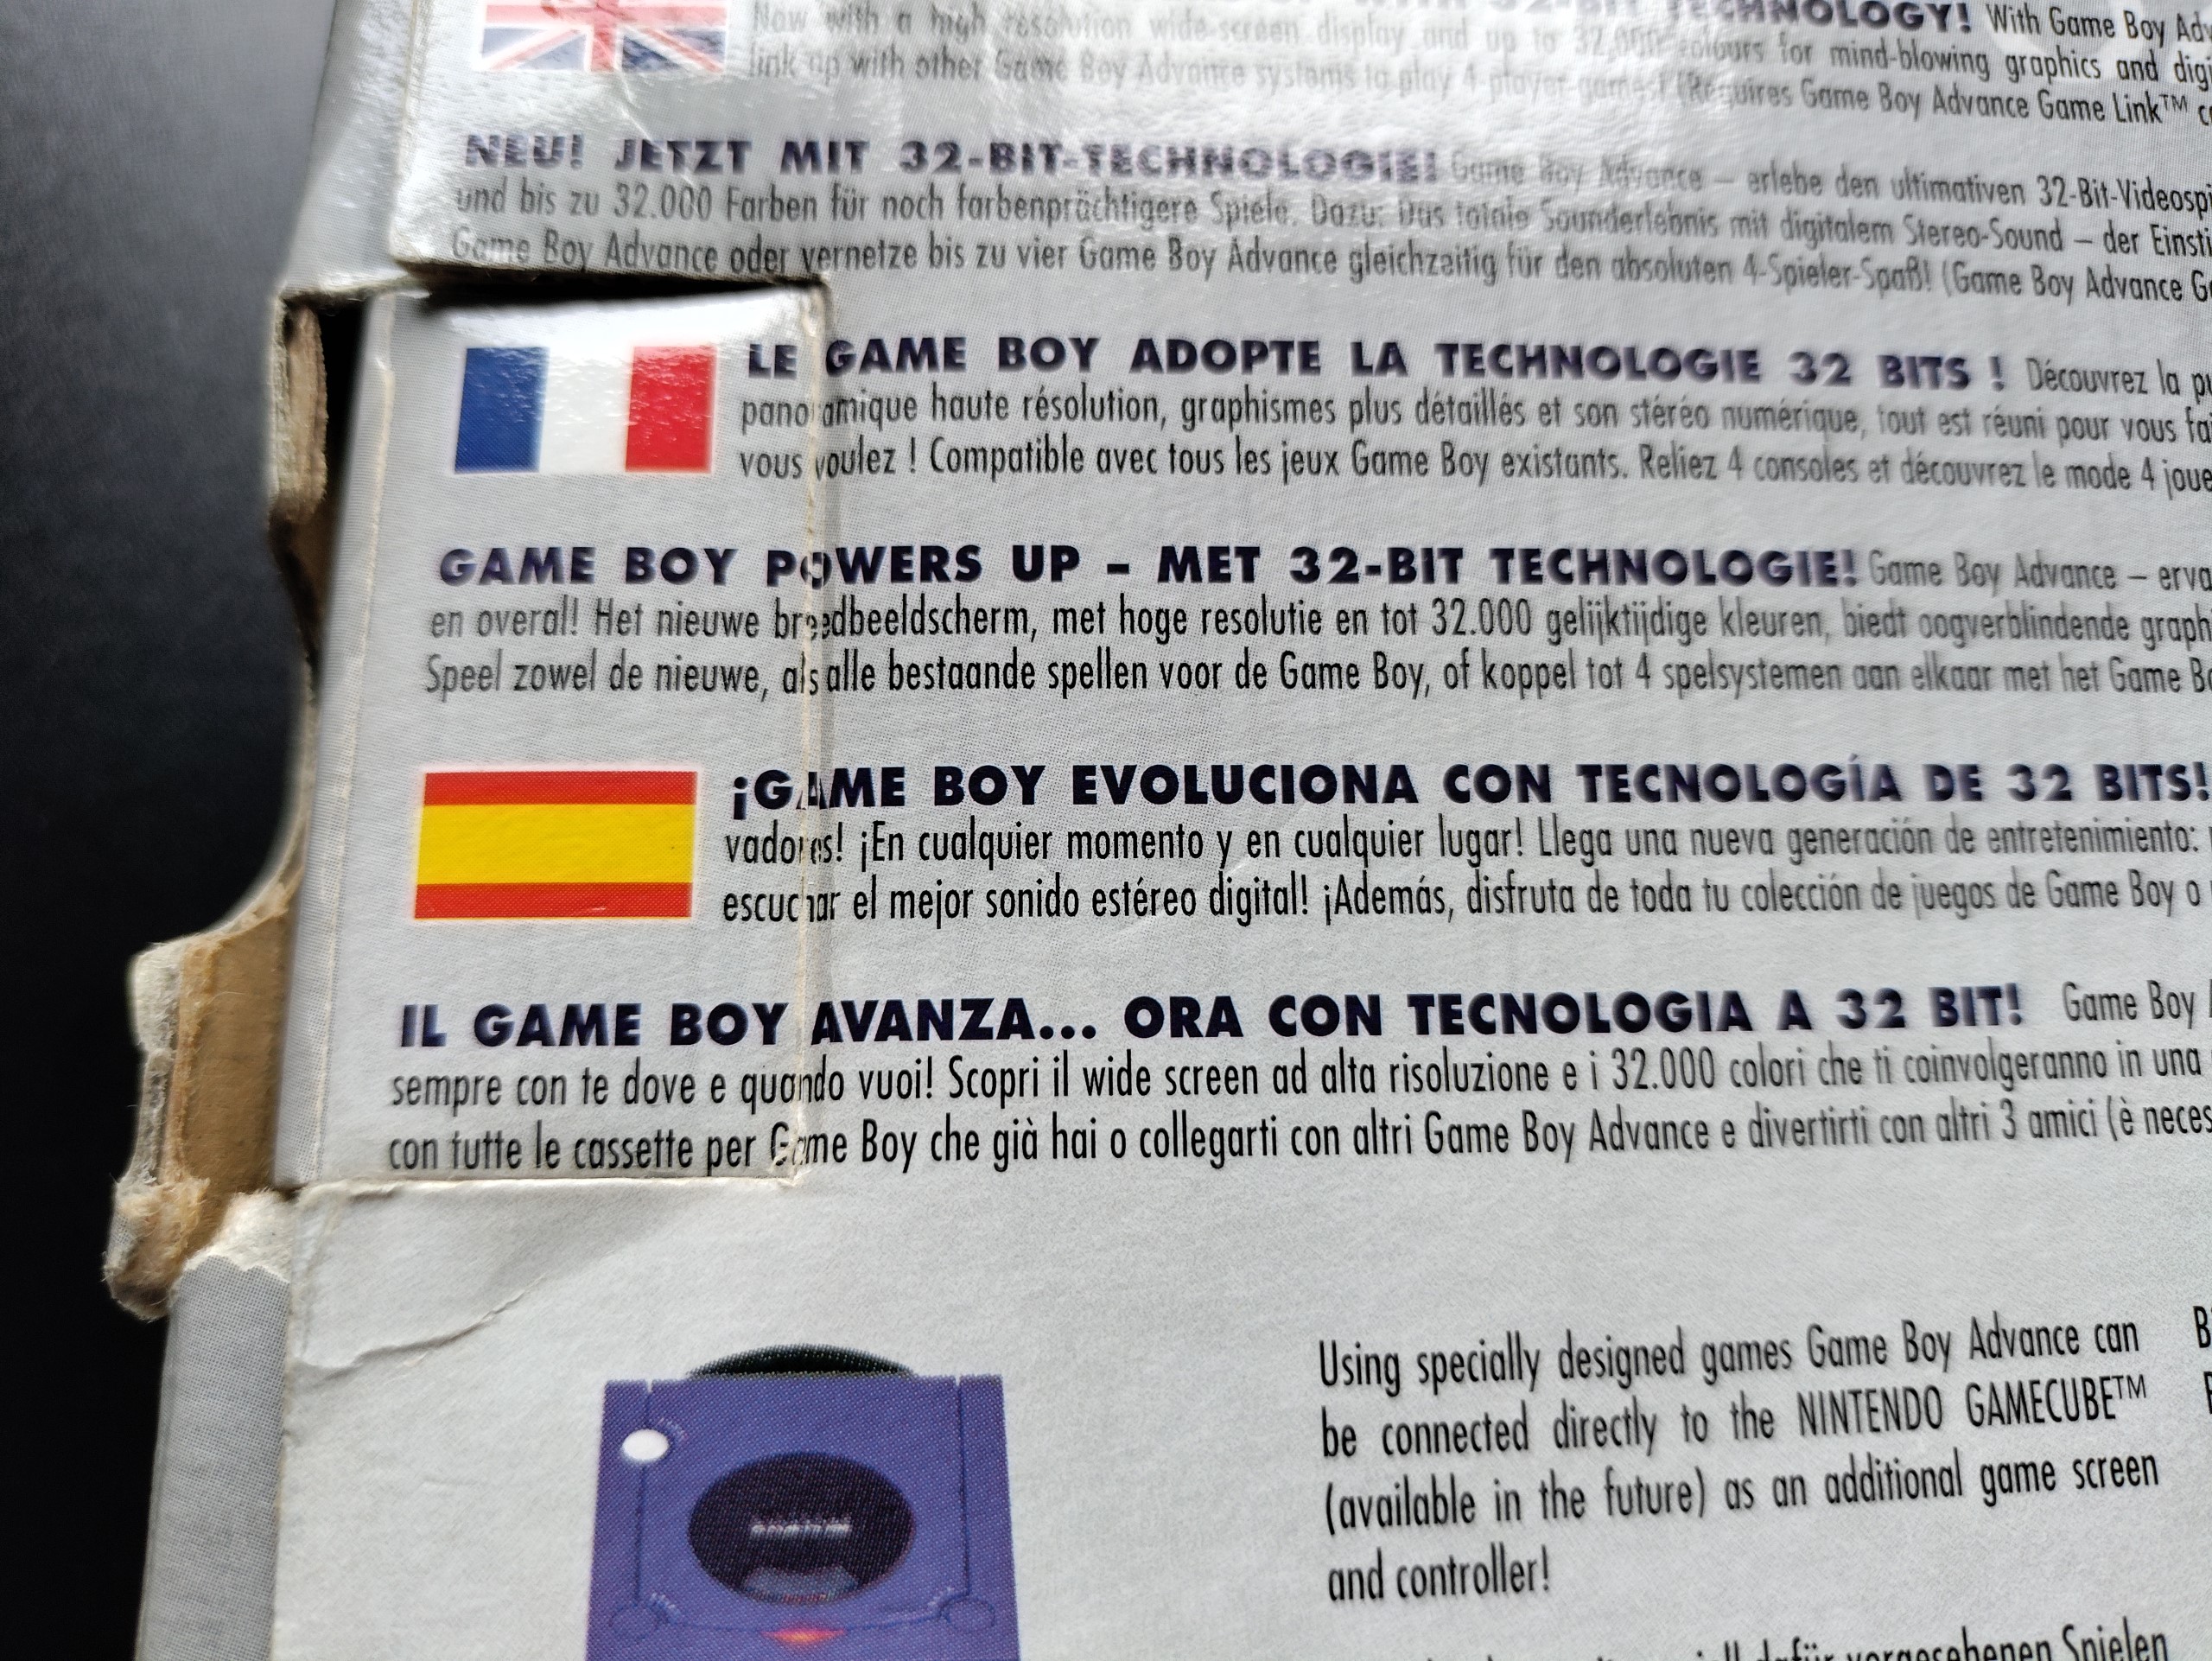 32-BIT TECHNOLOGY! With Game Boy Adv
Now with a high resolution wide-screen display and up to 32,000 colours for mind-blowing graphics and digi
link up with other Game Boy Advance systems to play 4-player games! (Requires Game Boy Advance Game Link™ c
NEU! JETZT MIT 32-BIT-TECHNOLOGIE! Game Boy Advance – erlebe den ultimativen 32-Bit-Videospi
und bis zu 32.000 Farben für noch farbenprächtigere Spiele. Dazu: Das totale Sounderlebnis mit digitalem Stereo-Sound – der Einsti
Game Boy Advance oder vernetze bis zu vier Game Boy Advance gleichzeitig für den absoluten 4-Spieler-Spaß! (Game Boy Advance G
LE GAME BOY ADOPTE LA TECHNOLOGIE 32 BITS ! Découvrez la pu
panoramique haute résolution, graphismes plus détaillés et son stéréo numérique, tout est réuni pour vous fa
vous voulez ! Compatible avec tous les jeux Game Boy existants. Reliez 4 consoles et découvrez le mode 4 joue
GAME BOY POWERS UP – MET 32-BIT TECHNOLOGIE! Game Boy Advance – erva
en overal! Het nieuwe breedbeeldscherm, met hoge resolutie en tot 32.000 gelijktijdige kleuren, biedt oogverblindende graph
Speel zowel de nieuwe, als alle bestaande spellen voor de Game Boy, of koppel tot 4 spelsystemen aan elkaar met het Game Bo
¡GAME BOY EVOLUCIONA CON TECNOLOGÍA DE 32 BITS!
vadores! ¡En cualquier momento y en cualquier lugar! Llega una nueva generación de entretenimiento:
escuchar el mejor sonido estéreo digital! ¡Además, disfruta de toda tu colección de juegos de Game Boy o
IL GAME BOY AVANZA... ORA CON TECNOLOGIA A 32 BIT! Game Boy A
sempre con te dove e quando vuoi! Scopri il wide screen ad alta risoluzione e i 32.000 colori che ti coinvolgeranno in una
con tutte le cassette per Game Boy che già hai o collegarti con altri Game Boy Advance e divertirti con altri 3 amici (è neces
Using specially designed games Game Boy Advance can
be connected directly to the NINTENDO GAMECUBE™
(available in the future) as an additional game screen
and controller!
dafür vorgesehenen Spielen